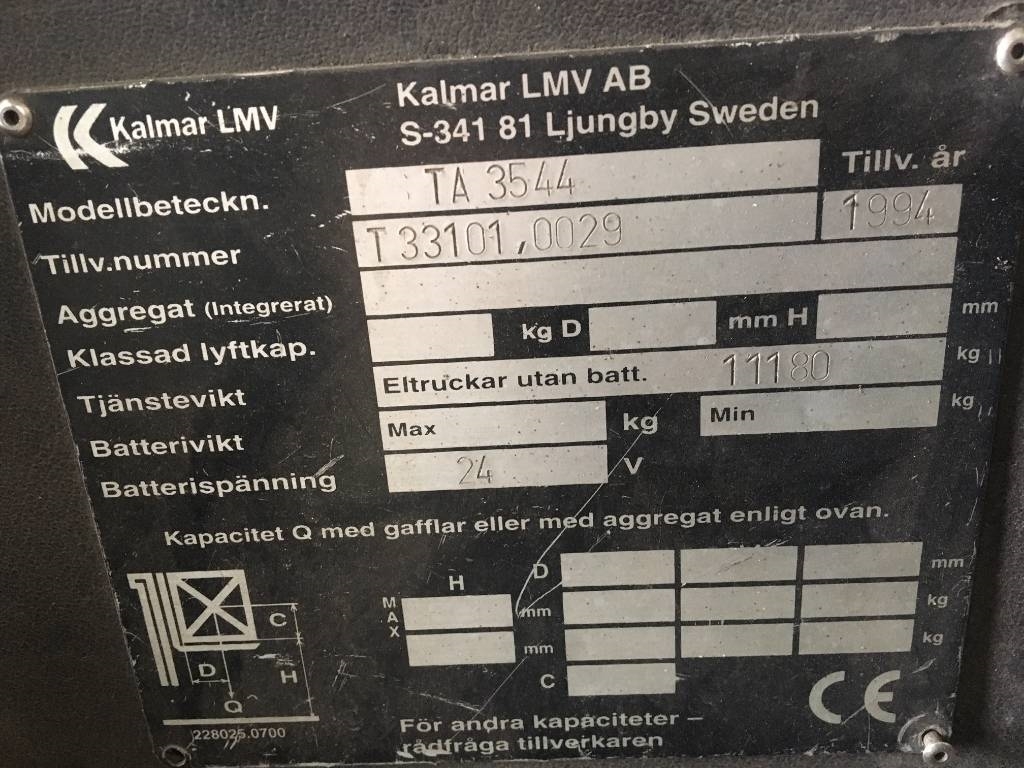 Kalmar LMV
Kalmar LMV AB
S-341 81 Ljungby Sweden
Modellbeteckn. TA 3544 Tillv. år
Tillv.nummer T33101,0029 1994
Aggregat (Integrerat)
Klassad lyftkap. kg D mm H mm
Tjänstevikt Eltruckar utan batt. 11180 kg
Batterivikt Max kg Min kg
Batterispänning 24 V
Kapacitet Q med gafflar eller med aggregat enligt ovan.
H D mm
MAX mm kg
mm kg
C
C
D H
Q
228025.0700
CE
För andra kapaciteter –
rådfråga tillverkaren